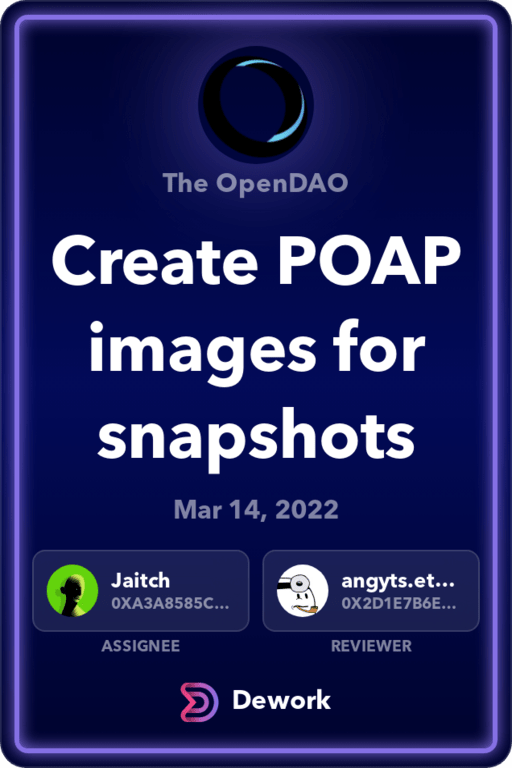 The OpenDAO
Create POAP
images for
snapshots
Mar 14, 2022
Jaitch
0XA3A8585C...
ASSIGNEE
angyts.et...
0X2D1E7B6E...
REVIEWER
Dework